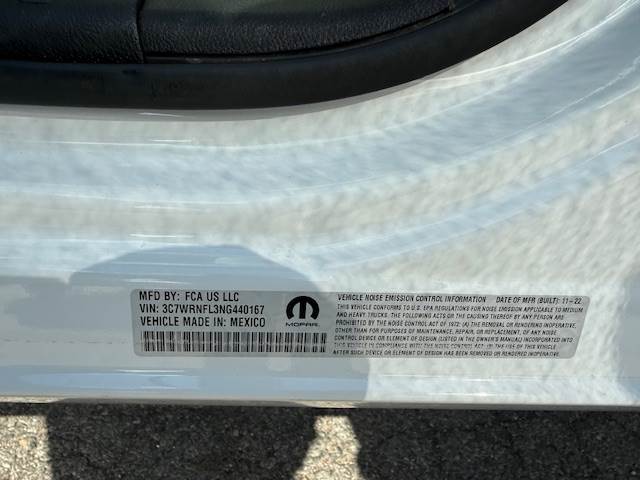 MFD BY: FCA US LLC
VIN: 3C7WRNFL3NG440167
VEHICLE MADE IN: MEXICO
MOPAR
VEHICLE NOISE EMISSION CONTROL INFORMATION DATE OF MFR (BUILT): 11-22
THIS VEHICLE CONFORMS TO U.S. EPA REGULATIONS FOR NOISE EMISSION APPLICABLE TO MEDIUM
AND HEAVY TRUCKS. THE FOLLOWING ACTS OR THE CAUSING THEREOF BY ANY PERSON ARE
PROHIBITED BY THE NOISE CONTROL ACT OF 1972: (A) THE REMOVAL OR RENDERING INOPERATIVE,
OTHER THAN FOR PURPOSES OF MAINTENANCE, REPAIR, OR REPLACEMENT, OF ANY NOISE CONTROL
DEVICE OR ELEMENT OF DESIGN (LISTED IN THE OWNERS MANUAL) INCORPORATED INTO
THIS VEHICLE IN COMPLIANCE WITH THE NOISE CONTROL ACT. (B) THE USE OF THIS VEHICLE
AFTER SUCH DEVICE OR ELEMENT OF DESIGN HAS BEEN REMOVED OR RENDERED INOPERATIVE.